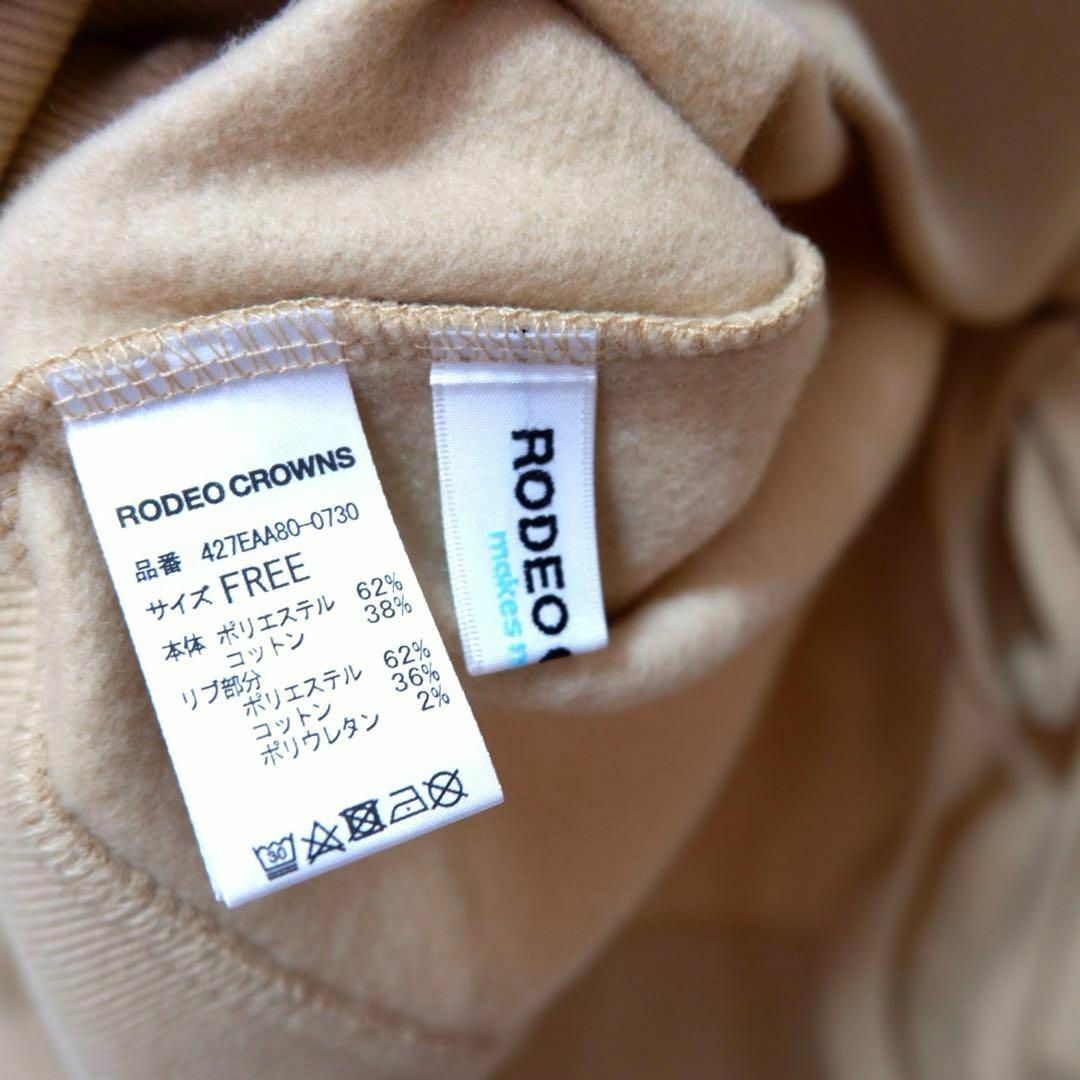 RODEO CROWNS
品番 427EAA80-0730
サイズ FREE
本体 ポリエステル 62%
コットン 38%
リブ部分
ポリエステル 62%
コットン 36%
ポリウレタン 2%
30
RODEO
makes